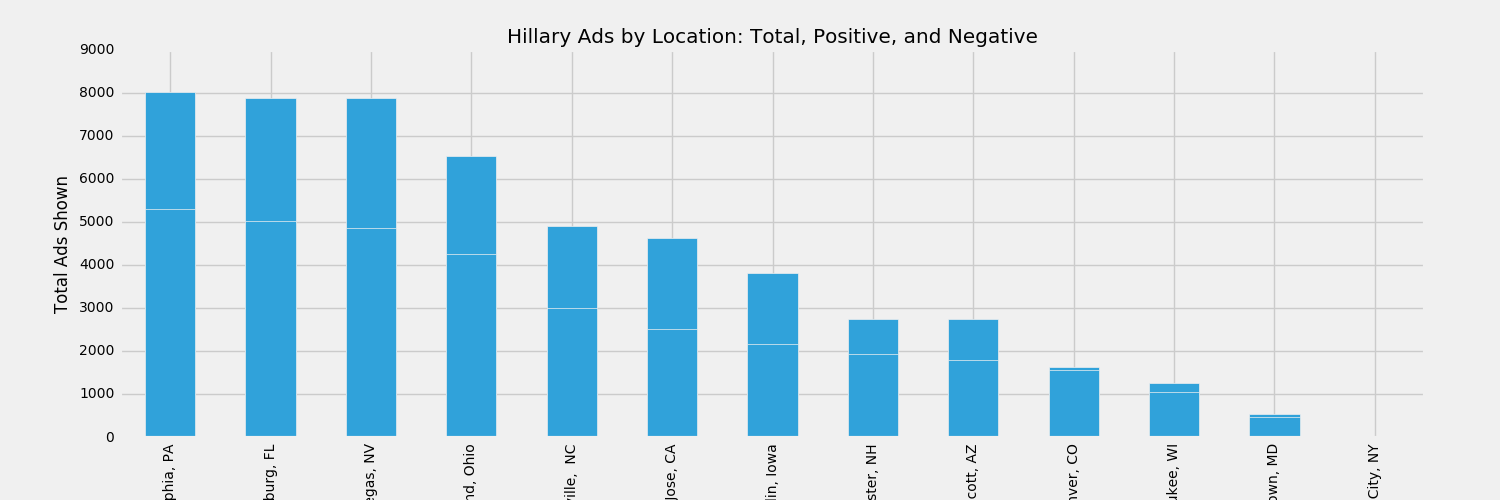 Hillary Ads by Location: Total, Positive, and Negative
9000
8000
7000
6000
5000
4000
3000
2000
1000
0
Total Ads Shown
phia, PA
burg, FL
egas, NV
nd, Ohio
ville,  NC
Jose, CA
lin, Iowa
ster, NH
cott, AZ
nver, CO
ukee, WI
own, MD
City, NY